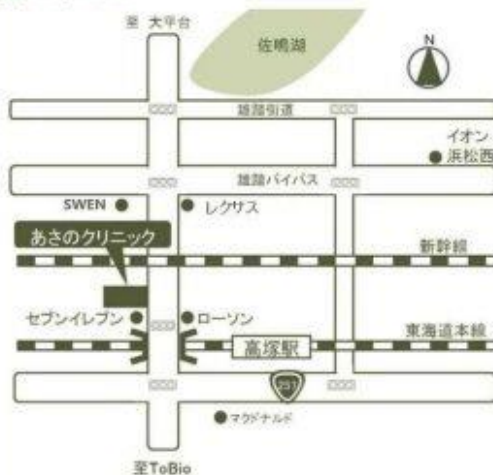 至 大平台
佐鳴湖
N
雄踏街道
イオン
浜松西
雄踏バイパス
SWEN
レクサス
あさのクリニック
新幹線
セブンイレブン
ローソン
東海道本線
高塚駅
マクドナルド
至ToBio